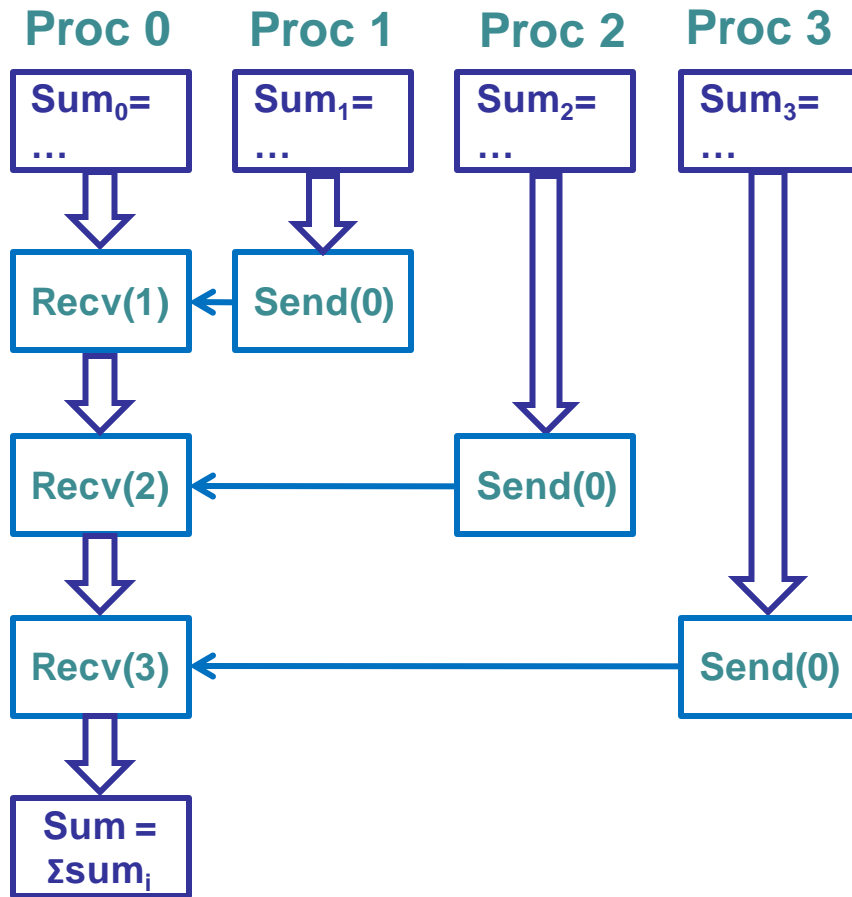 Proc 0 Proc 1 Proc 2 Proc 3
Sum₀= Sum₁= Sum₂= Sum₃=
… … … …
Recv(1) Send(0)
Recv(2) Send(0)
Recv(3) Send(0)
Sum =
Σsumᵢ